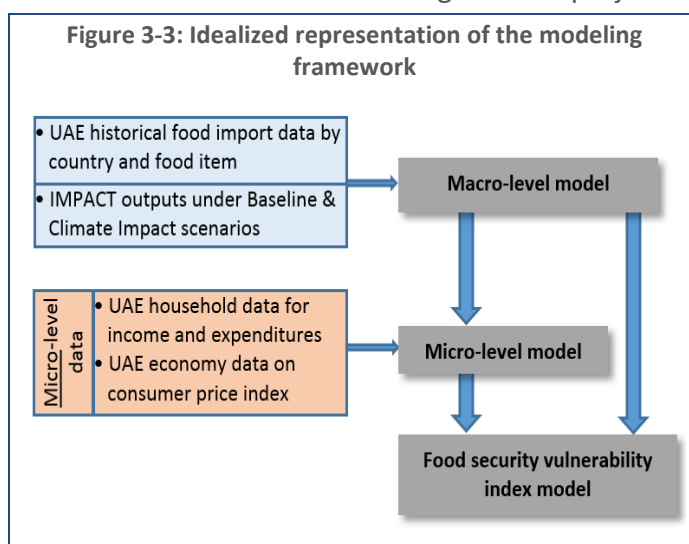 Figure 3-3: Idealized representation of the modeling
framework
• UAE historical food import data by
country and food item
• IMPACT outputs under Baseline &
Climate Impact scenarios
Macro-level model
Micro-level
data
• UAE household data for
income and expenditures
• UAE economy data on
consumer price index
Micro-level model
Food security vulnerability
index model